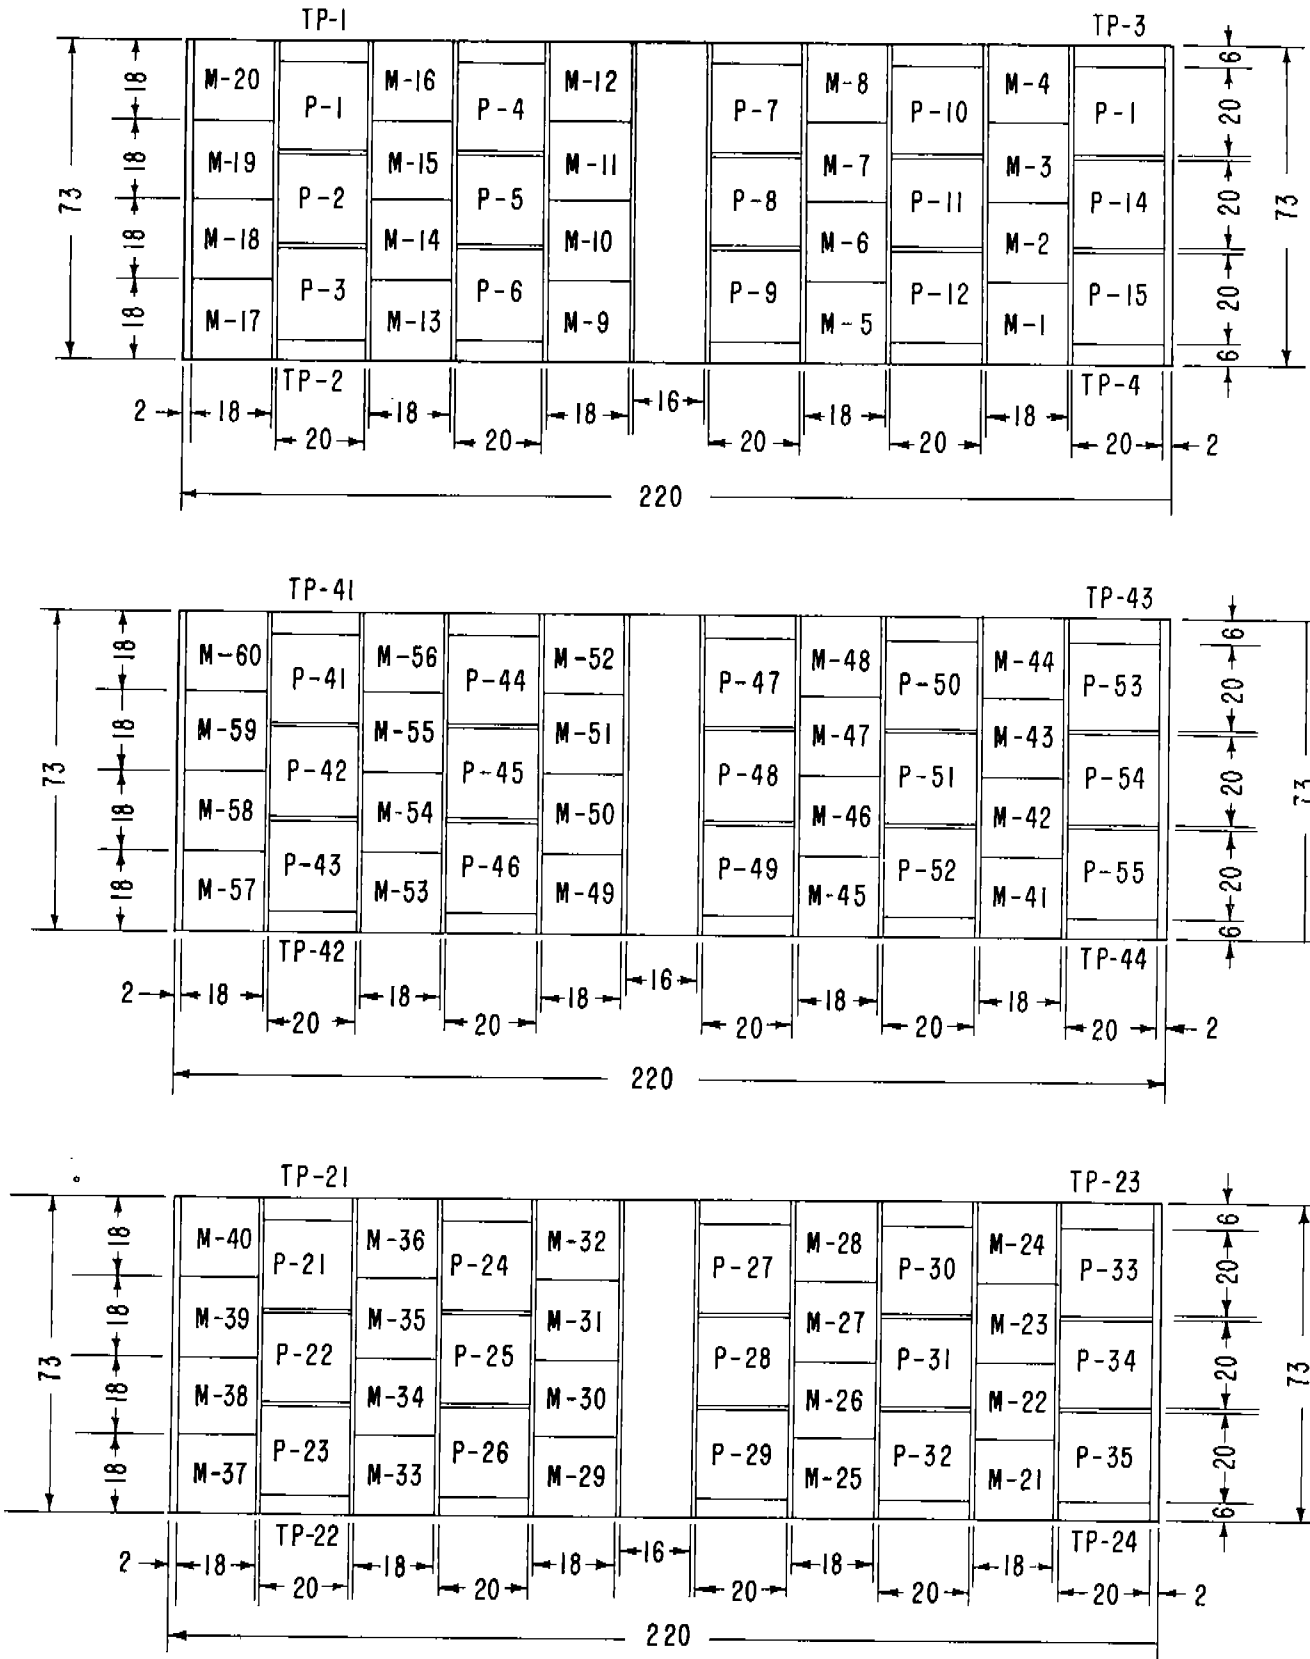 TP-1 TP-3
M-20 M-16 M-12 M-8 M-4
P-1 P-4 P-7 P-10 P-1
M-19 M-15 M-11 M-7 M-3
P-2 P-5 P-8 P-11 P-14
M-18 M-14 M-10 M-6 M-2
P-3 P-6 P-9 P-12 P-15
M-17 M-13 M-9 M-5 M-1
73 18 18 18 18 6 20 20 20 6 73
TP-2 TP-4
2 18 18 18 16 18 18
20 20 20 20 20 2
220
TP-41 TP-43
M-60 M-56 M-52 M-48 M-44
P-41 P-44 P-47 P-50 P-53
M-59 M-55 M-51 M-47 M-43
P-42 P-45 P-48 P-51 P-54
M-58 M-54 M-50 M-46 M-42
P-43 P-46 P-49 P-52 P-55
M-57 M-53 M-49 M-45 M-41
73 18 18 18 18 6 20 20 20 6 73
TP-42 TP-44
2 18 18 18 16 18 18
20 20 20 20 20 2
220
TP-21 TP-23
M-40 M-36 M-32 M-28 M-24
P-21 P-24 P-27 P-30 P-33
M-39 M-35 M-31 M-27 M-23
P-22 P-25 P-28 P-31 P-34
M-38 M-34 M-30 M-26 M-22
P-23 P-26 P-29 P-32 P-35
M-37 M-33 M-29 M-25 M-21
73 18 18 18 18 6 20 20 20 6 73
TP-22 TP-24
2 18 18 18 16 18 18
20 20 20 20 20 2
220